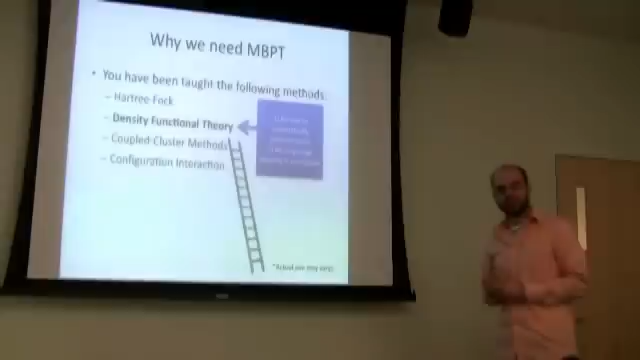 Why we need MBPT
• You have been taught the following methods:
– Hartree-Fock
– Density Functional Theory
– Coupled Cluster Methods
– Configuration Interaction
*Actual use may vary